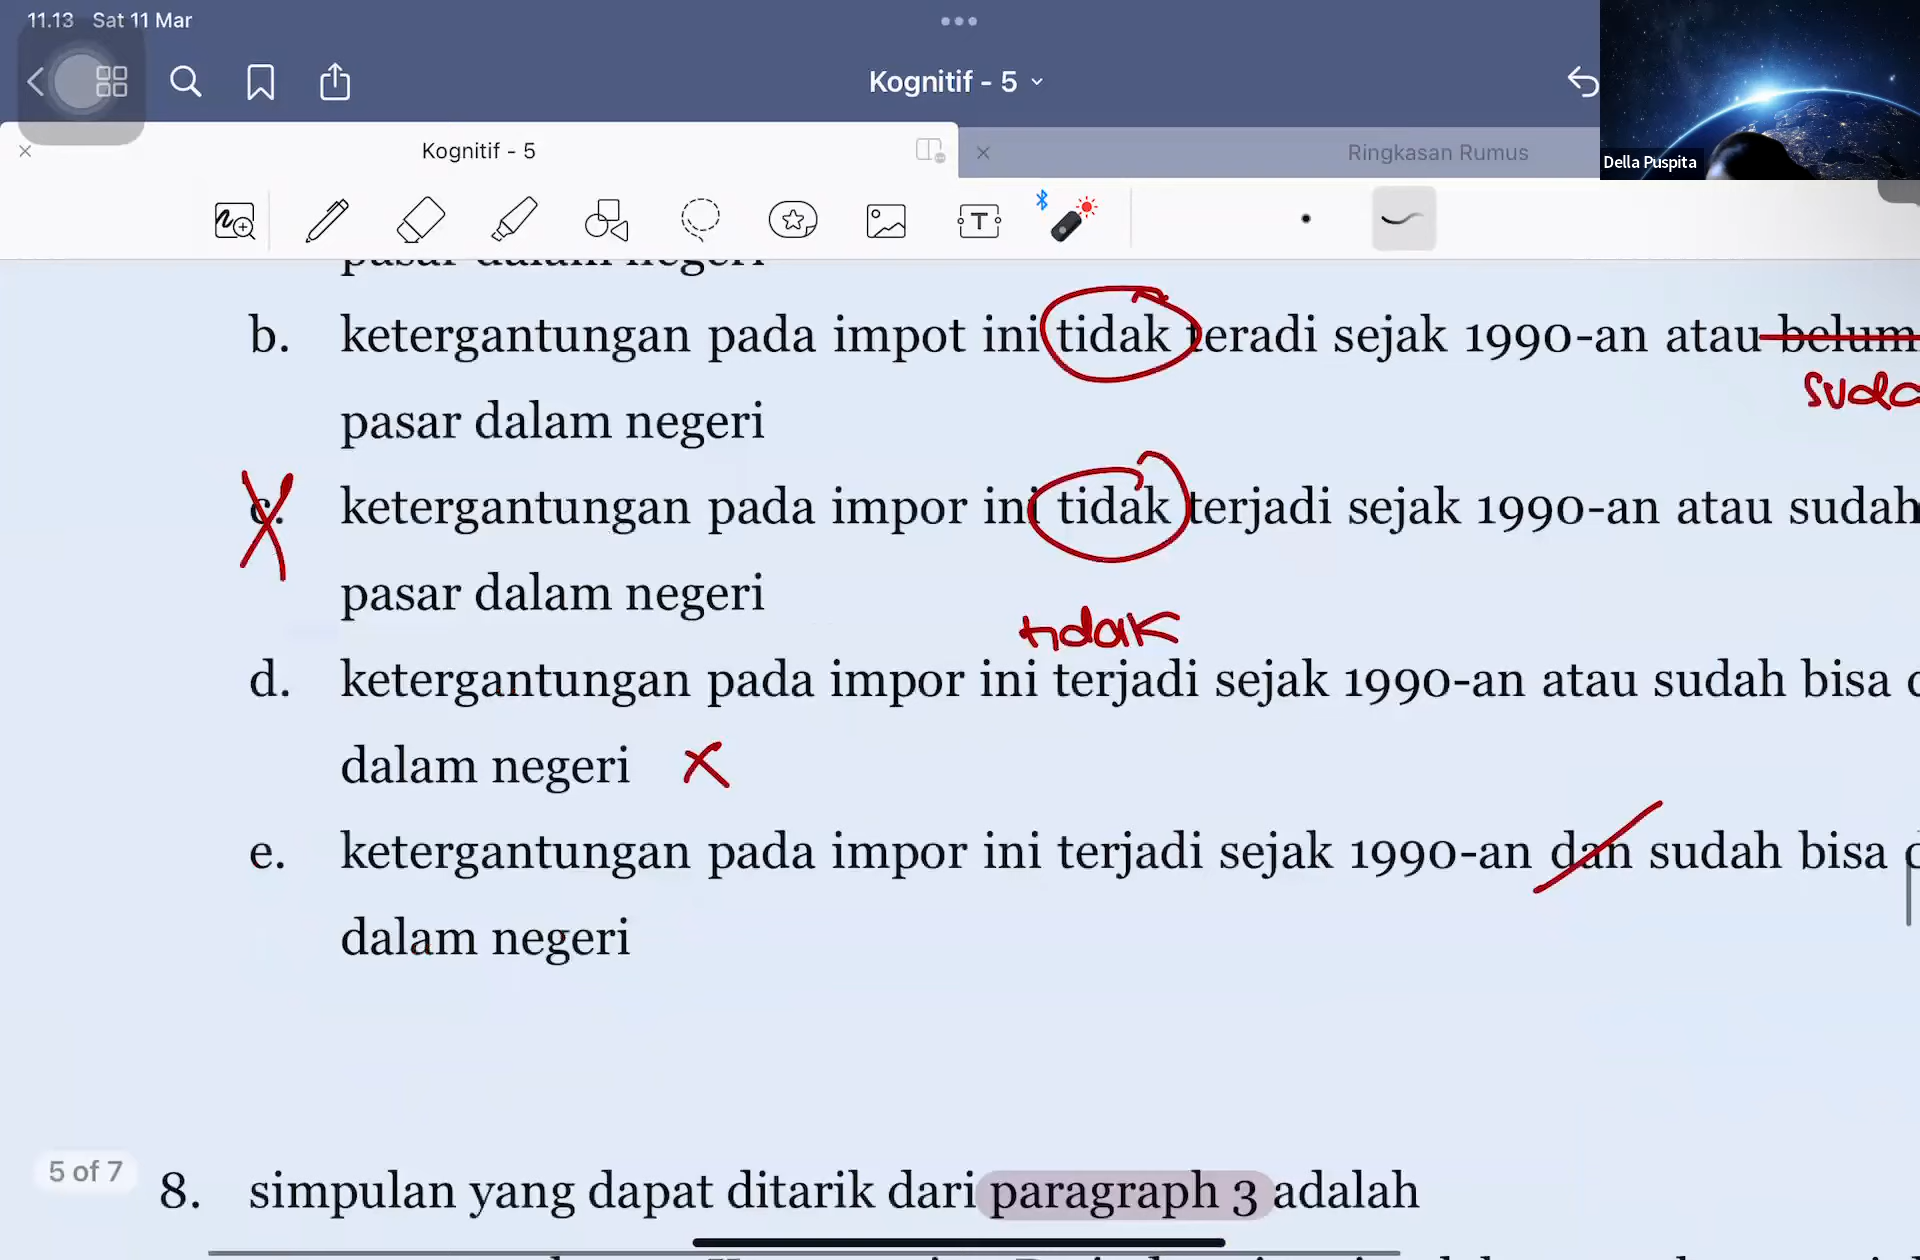 11.13 Sat 11 Mar
Kognitif - 5
Della Puspita
Kognitif - 5
Ringkasan Rumus
pasar dalam negeri
b. ketergantungan pada impot ini tidak teradi sejak 1990-an atau belum
pasar dalam negeri
c. ketergantungan pada impor ini tidak terjadi sejak 1990-an atau sudah
pasar dalam negeri
tidak
d. ketergantungan pada impor ini terjadi sejak 1990-an atau sudah bisa
dalam negeri
e. ketergantungan pada impor ini terjadi sejak 1990-an dan sudah bisa
dalam negeri
5 of 7
8. simpulan yang dapat ditarik dari paragraph 3 adalah